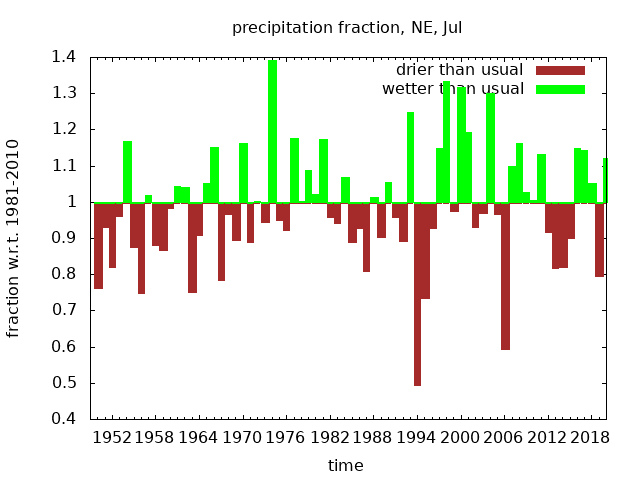 precipitation fraction, NE, Jul
drier than usual
wetter than usual
fraction w.r.t. 1981-2010
1.4
1.3
1.2
1.1
1
0.9
0.8
0.7
0.6
0.5
0.4
1952 1958 1964 1970 1976 1982 1988 1994 2000 2006 2012 2018
time